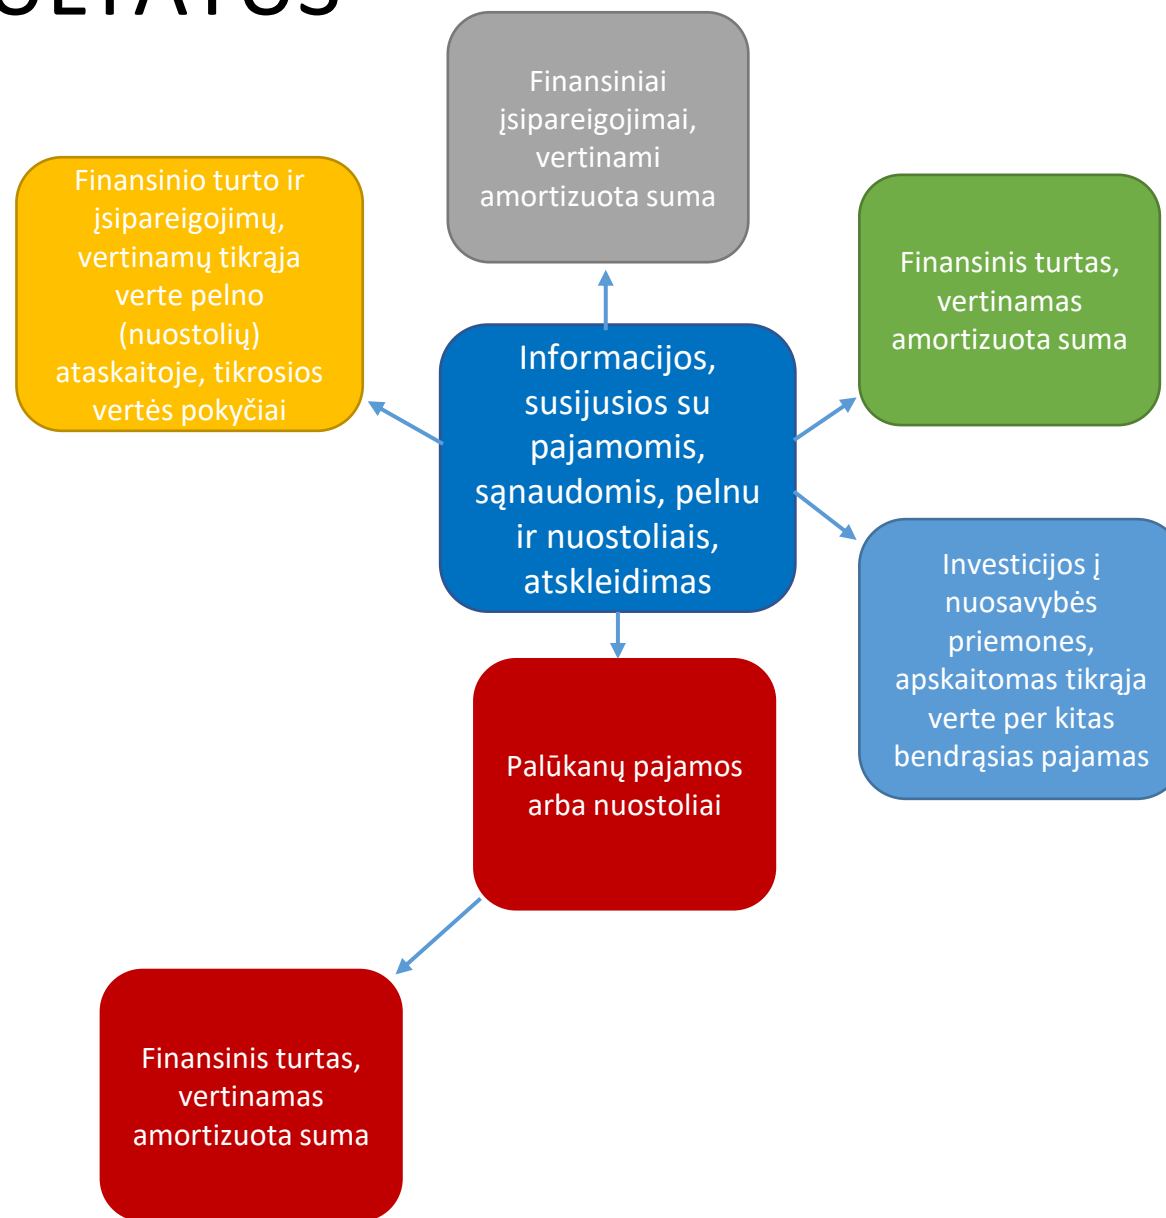 Finansiniai
įsipareigojimai,
vertinami
amortizuota suma
Finansinio turto ir
įsipareigojimų,
vertinamų tikrąja
verte pelno
(nuostolių)
ataskaitoje, tikrosios
vertės pokyčiai
Finansinis turtas,
vertinamas
amortizuota suma
Informacijos,
susijusios su
pajamomis,
sąnaudomis, pelnu
ir nuostoliais,
atskleidimas
Investicijos į
nuosavybės
priemones,
apskaitomas tikrąja
verte per kitas
bendrąsias pajamas
Palūkanų pajamos
arba nuostoliai
Finansinis turtas,
vertinamas
amortizuota suma